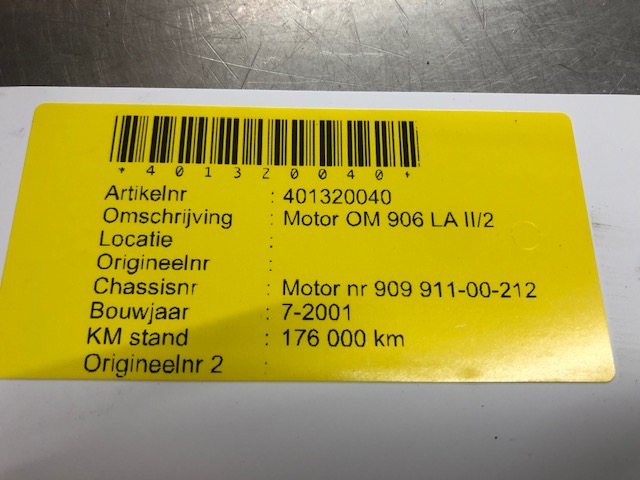 *401320040*
Artikelnr : 401320040
Omschrijving : Motor OM 906 LA II/2
Locatie :
Origineelnr :
Chassisnr : Motor nr 909 911-00-212
Bouwjaar : 7-2001
KM stand : 176 000 km
Origineelnr 2 :